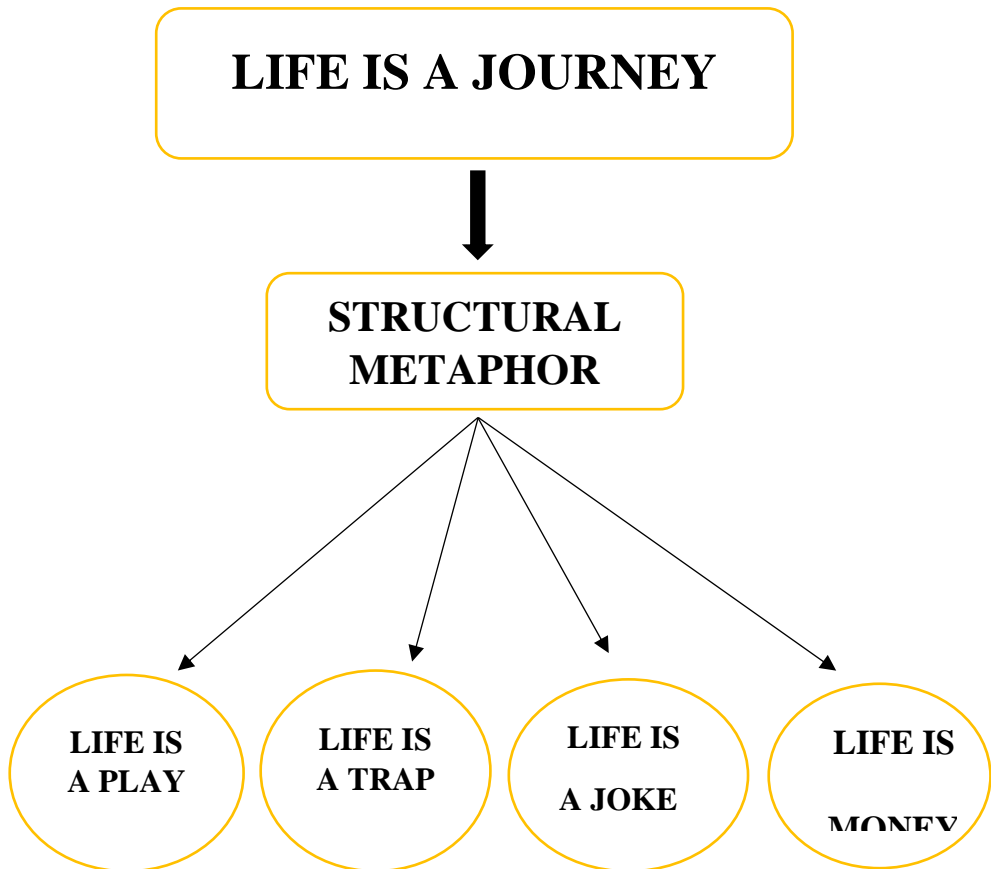 LIFE IS A JOURNEY
STRUCTURAL
METAPHOR
LIFE IS
A PLAY
LIFE IS
A TRAP
LIFE IS
A JOKE
LIFE IS
MONEY